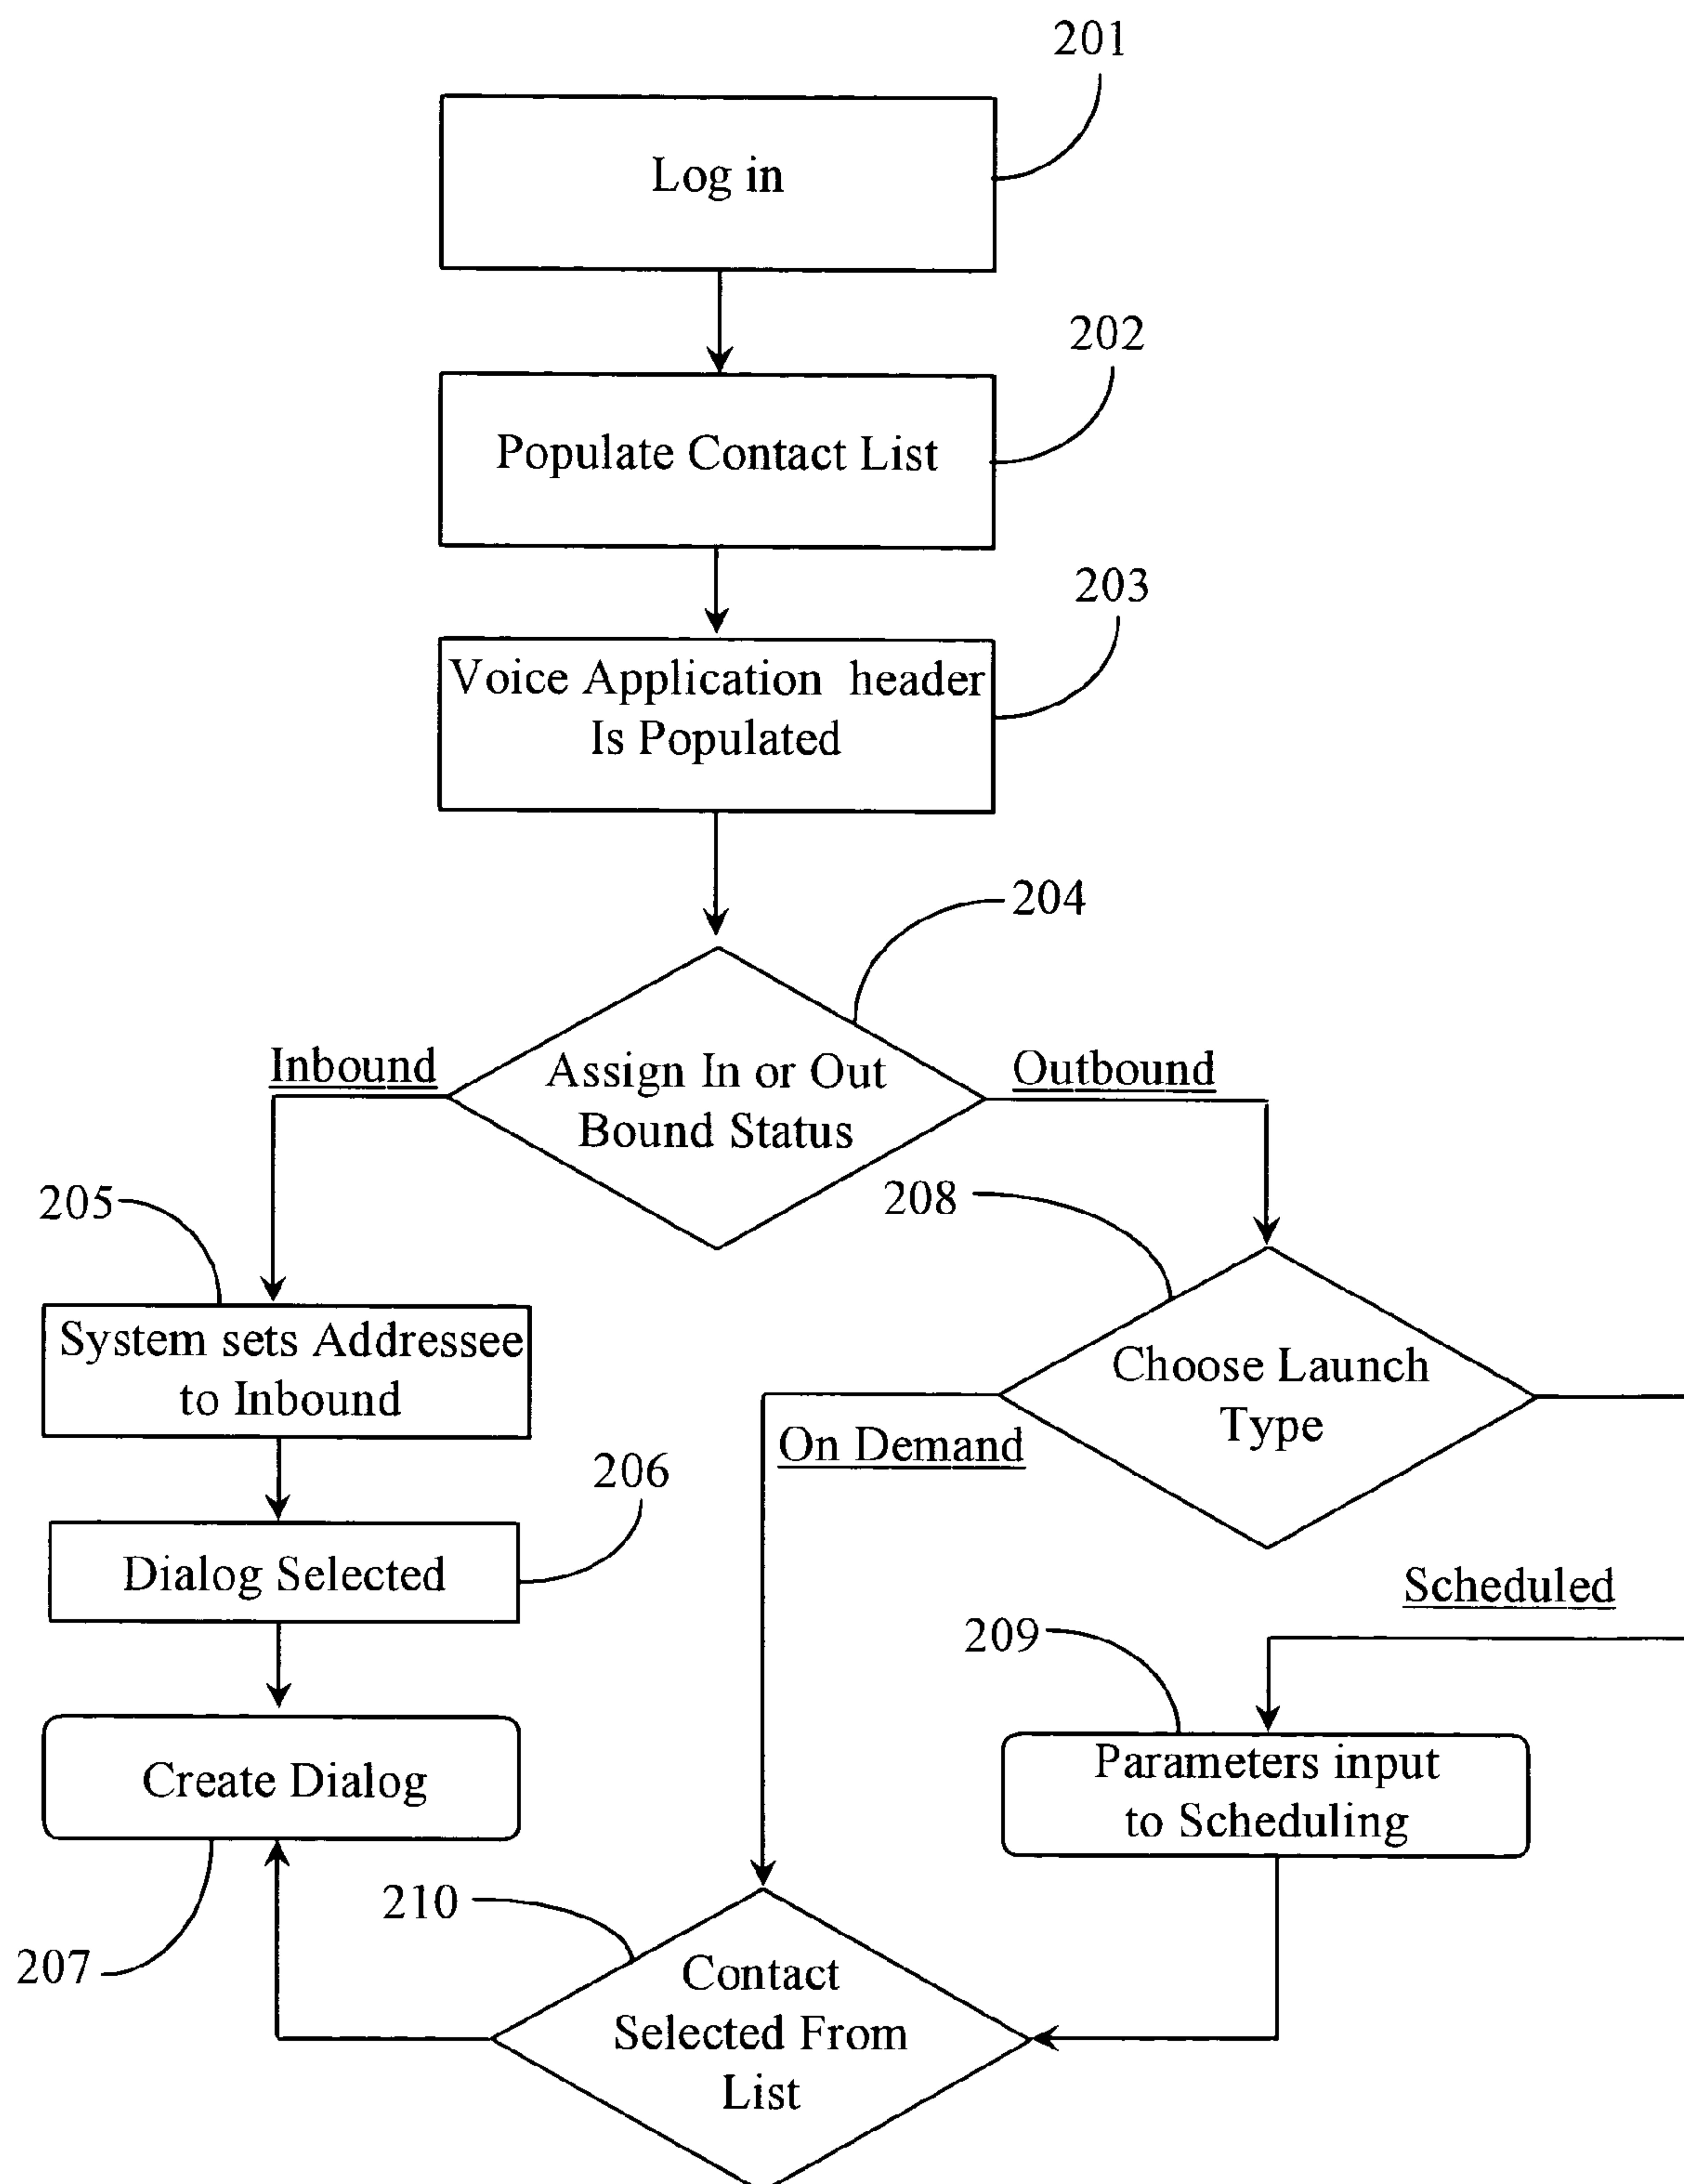 201
Log in
202
Populate Contact List
203
Voice Application header
Is Populated
204
Inbound
Assign In or Out
Bound Status
Outbound
205
208
System sets Addressee
to Inbound
Choose Launch
Type
On Demand
206
Dialog Selected
Scheduled
209
Create Dialog
Parameters input
to Scheduling
210
207
Contact
Selected From
List